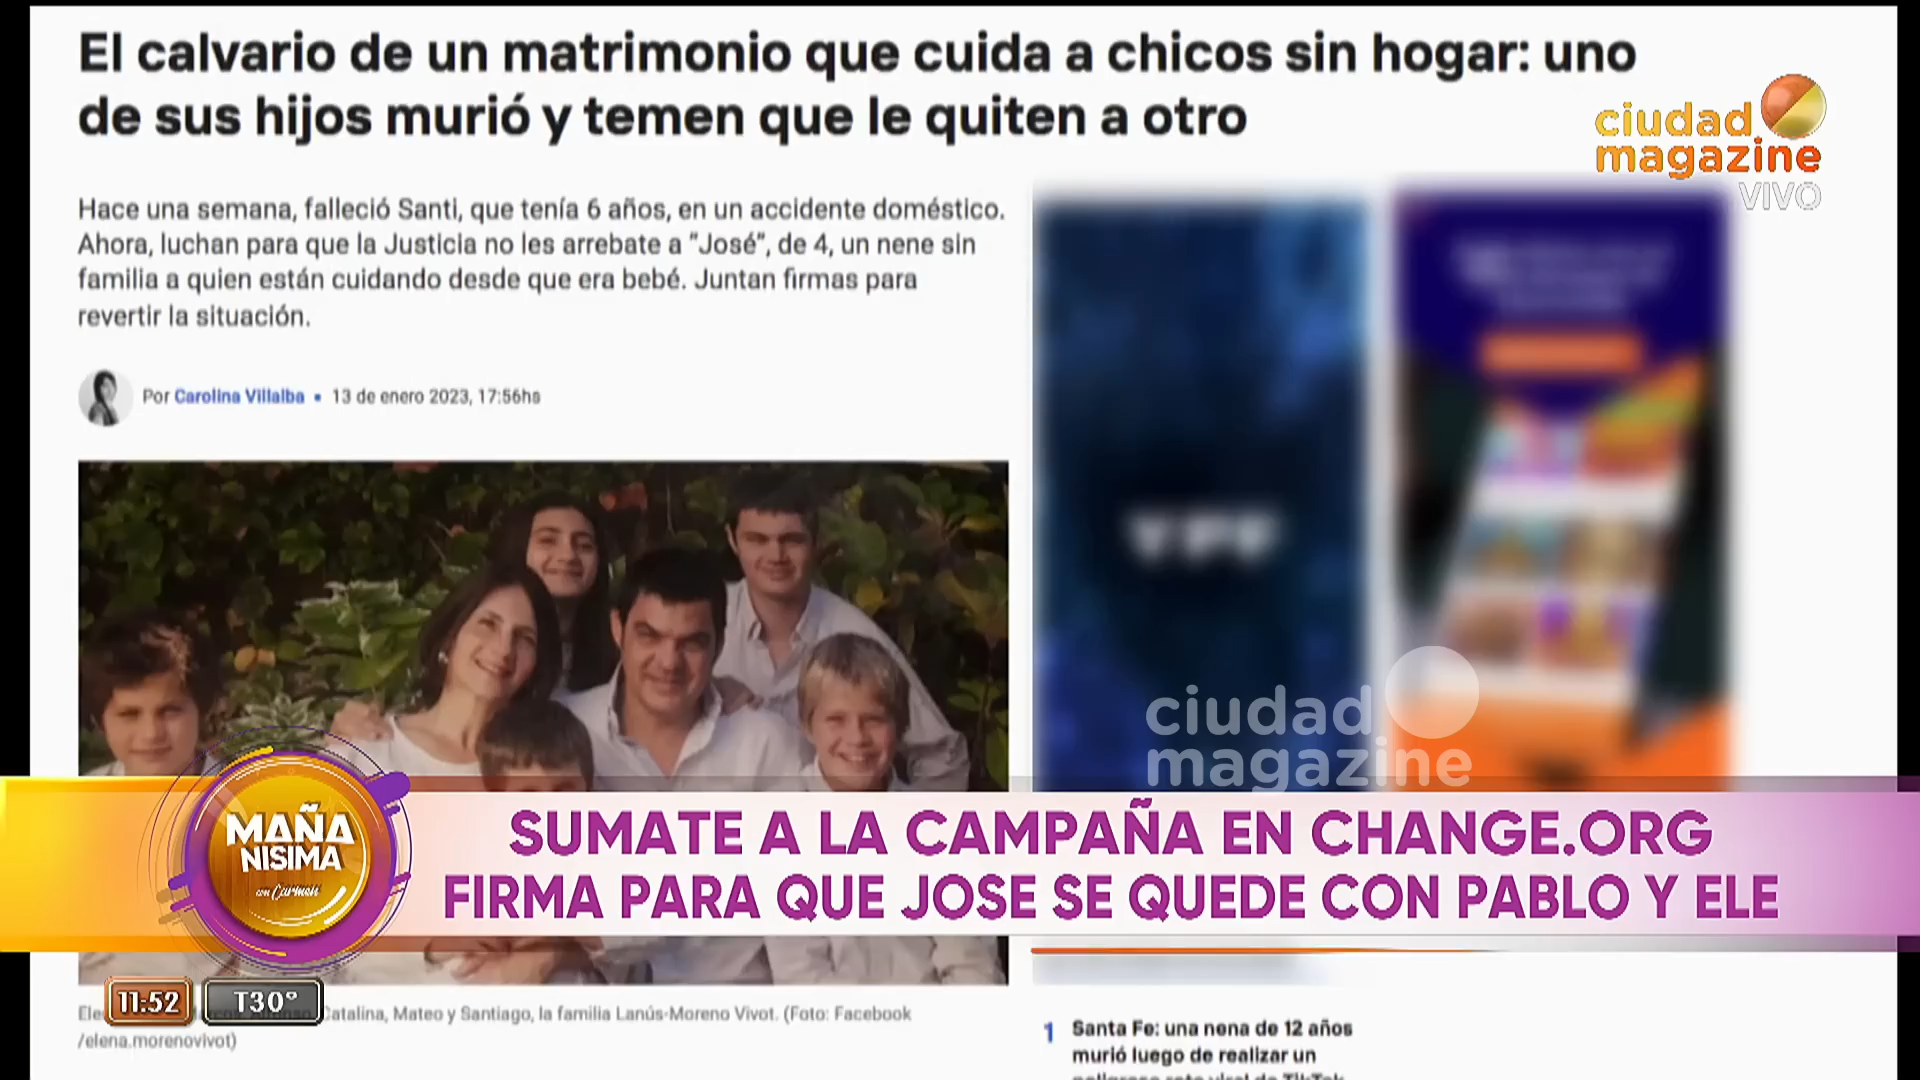 El calvario de un matrimonio que cuida a chicos sin hogar: uno
de sus hijos murió y temen que le quiten a otro
ciudad
magazine
VIVO
Hace una semana, falleció Santi, que tenía 6 años, en un accidente doméstico.
Ahora, luchan para que la Justicia no les arrebate a "José", de 4, un nene sin
familia a quien están cuidando desde que era bebé. Juntan firmas para
revertir la situación.
Por Carolina Villalba • 13 de enero 2023, 17:56hs
YPF
ciudad
magazine
MAÑA
NISIMA
con Carmen
SUMATE A LA CAMPAÑA EN CHANGE.ORG
FIRMA PARA QUE JOSE SE QUEDE CON PABLO Y ELE
11:52
T30°
Catalina, Mateo y Santiago, la familia Lanús-Moreno Vivot. (Foto: Facebook
/elena.morenovivot)
1 Santa Fe: una nena de 12 años
murió luego de realizar un